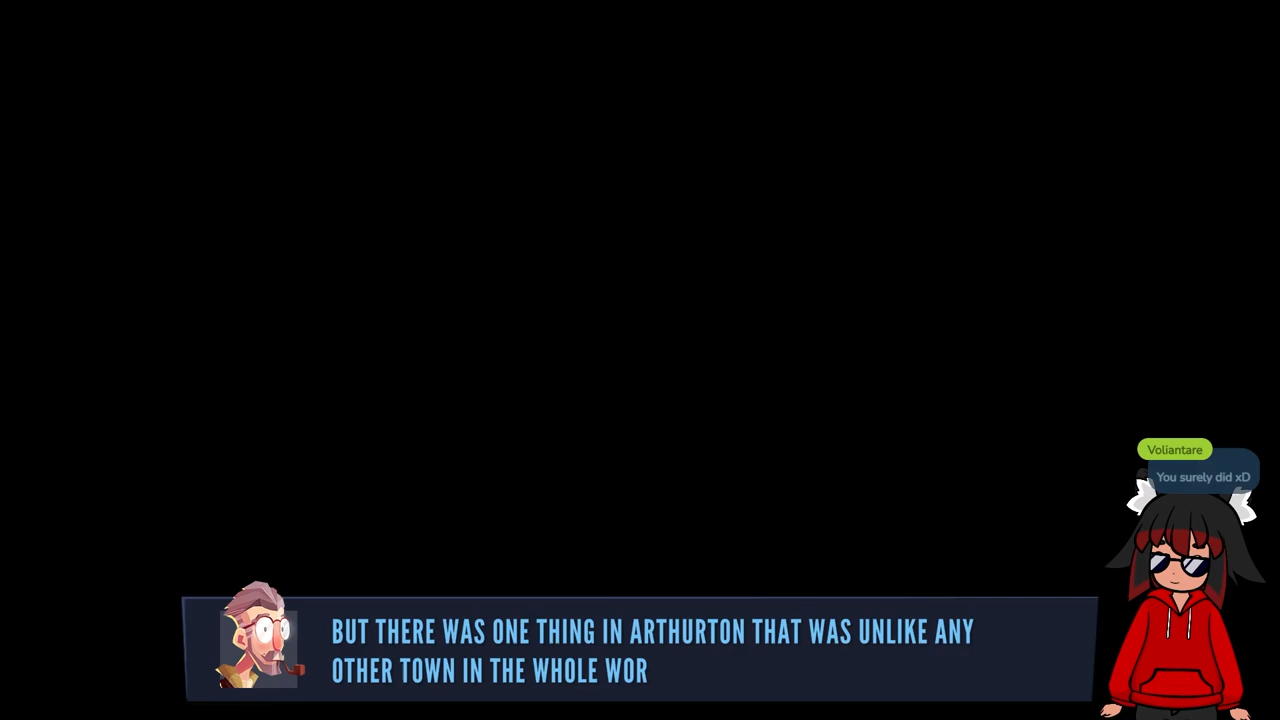 Voliantare
You surely did xD
BUT THERE WAS ONE THING IN ARTHURTON THAT WAS UNLIKE ANY
OTHER TOWN IN THE WHOLE WOR